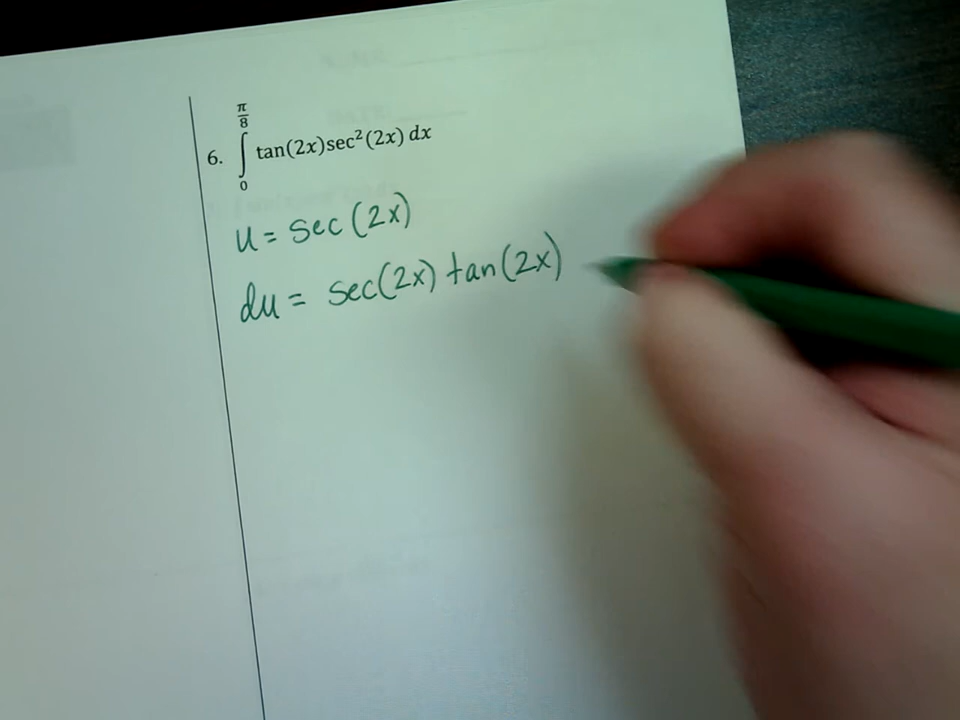 6. ∫₀^(π/8) tan(2x)sec²(2x) dx
u = sec(2x)
du = sec(2x) tan(2x)